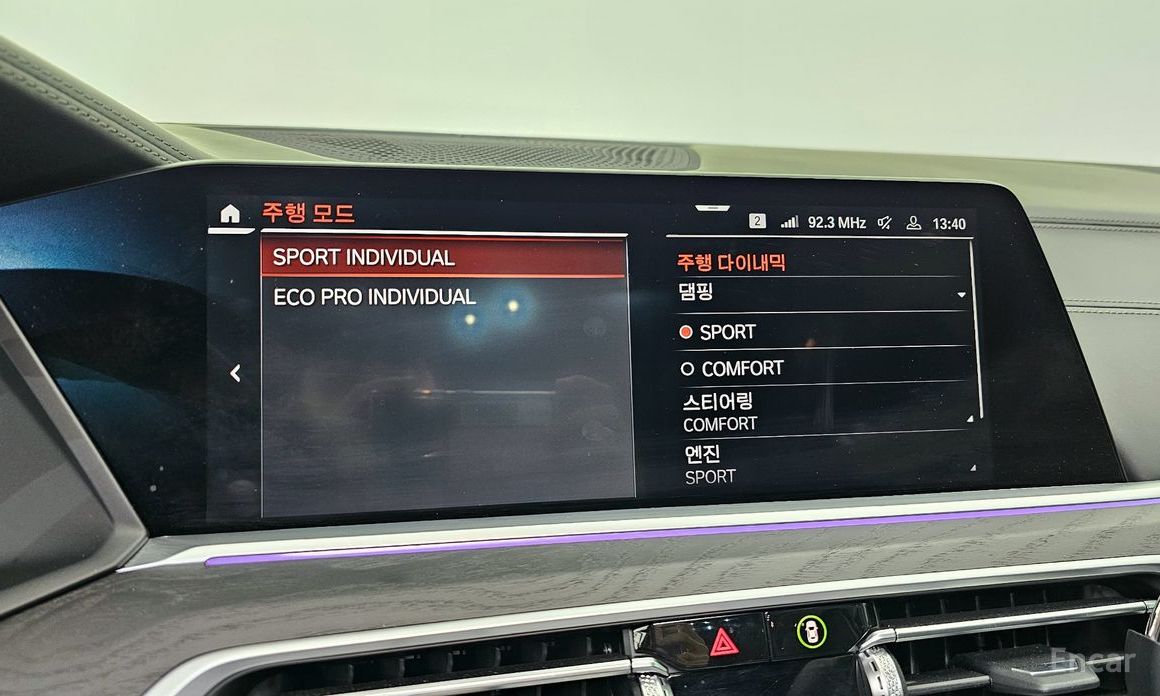 주행 모드
2 92.3 MHz 13:40
SPORT INDIVIDUAL
ECO PRO INDIVIDUAL
주행 다이내믹
댐핑
SPORT
COMFORT
스티어링
COMFORT
엔진
SPORT
Encar